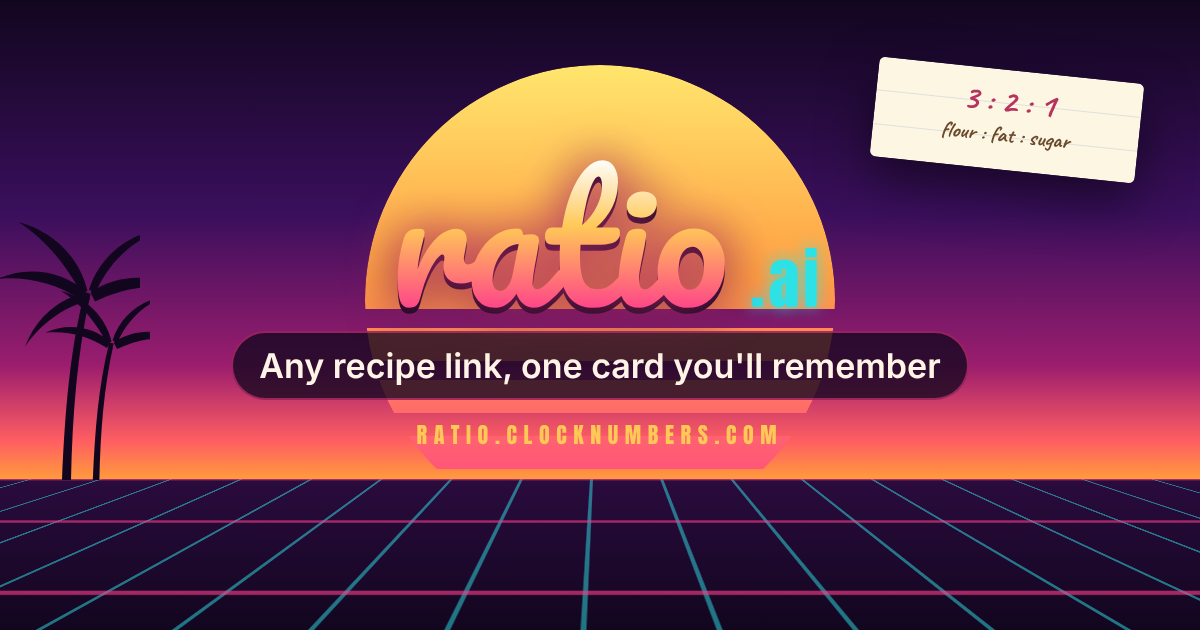 3 : 2 : 1
flour : fat : sugar
ratio .ai
Any recipe link, one card you'll remember
RATIO.CLOCKNUMBERS.COM